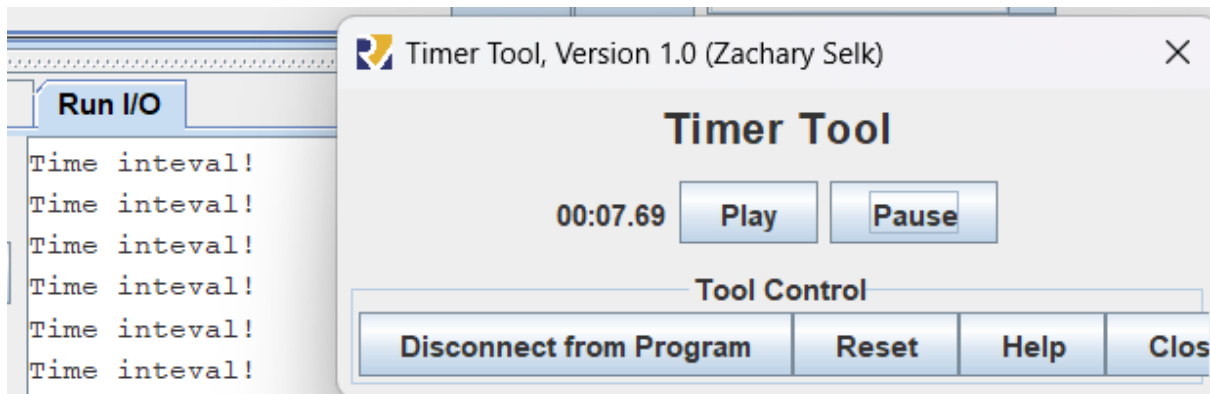 Timer Tool, Version 1.0 (Zachary Selk)
Run I/O
Time inteval!
Time inteval!
Time inteval!
Time inteval!
Time inteval!
Time inteval!
Timer Tool
00:07.69 Play Pause
Tool Control
Disconnect from Program Reset Help Clos